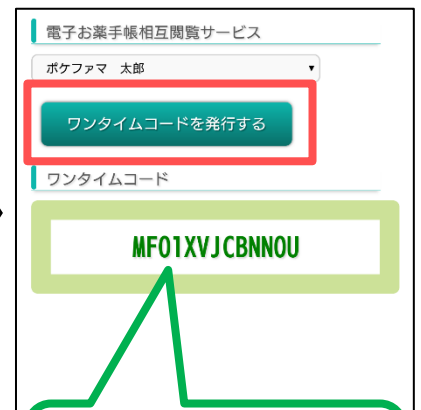 電子お薬手帳相互閲覧サービス
ポケファマ 太郎
ワンタイムコードを発行する
ワンタイムコード
MFO1XVJCBNNOU